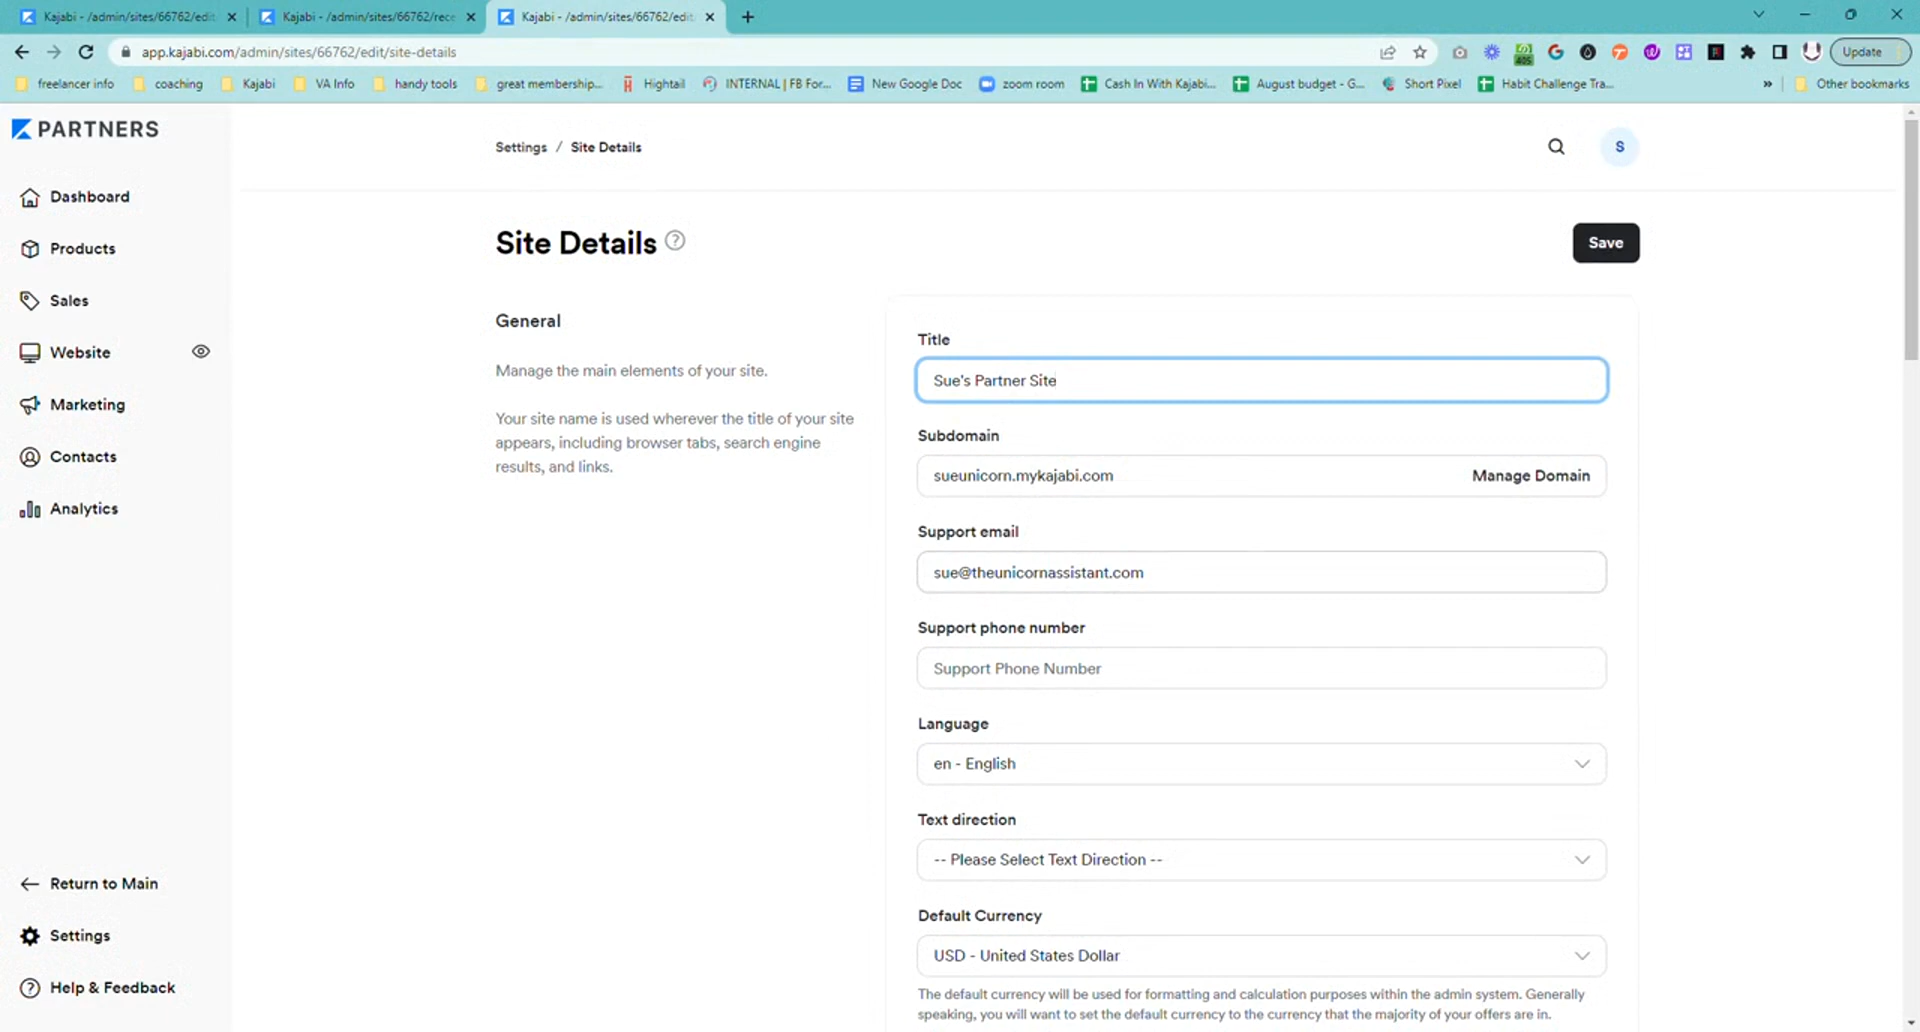 Kajabi - /admin/sites/66762/edit
Kajabi - /admin/sites/66762/rece
Kajabi - /admin/sites/66762/edit
app.kajabi.com/admin/sites/66762/edit/site-details
Update
freelancer info
coaching
Kajabi
VA Info
handy tools
great membership...
Hightail
INTERNAL | FB For...
New Google Doc
zoom room
Cash In With Kajabi...
August budget - G...
Short Pixel
Habit Challenge Tra...
»
Other bookmarks
PARTNERS
Dashboard
Products
Sales
Website
Marketing
Contacts
Analytics
Return to Main
Settings
Help & Feedback
Settings / Site Details
S
Site Details
Save
General
Manage the main elements of your site.
Your site name is used wherever the title of your site
appears, including browser tabs, search engine
results, and links.
Title
Sue's Partner Site
Subdomain
sueunicorn.mykajabi.com
Manage Domain
Support email
sue@theunicornassistant.com
Support phone number
Support Phone Number
Language
en - English
Text direction
-- Please Select Text Direction --
Default Currency
USD - United States Dollar
The default currency will be used for formatting and calculation purposes within the admin system. Generally
speaking, you will want to set the default currency to the currency that the majority of your offers are in.